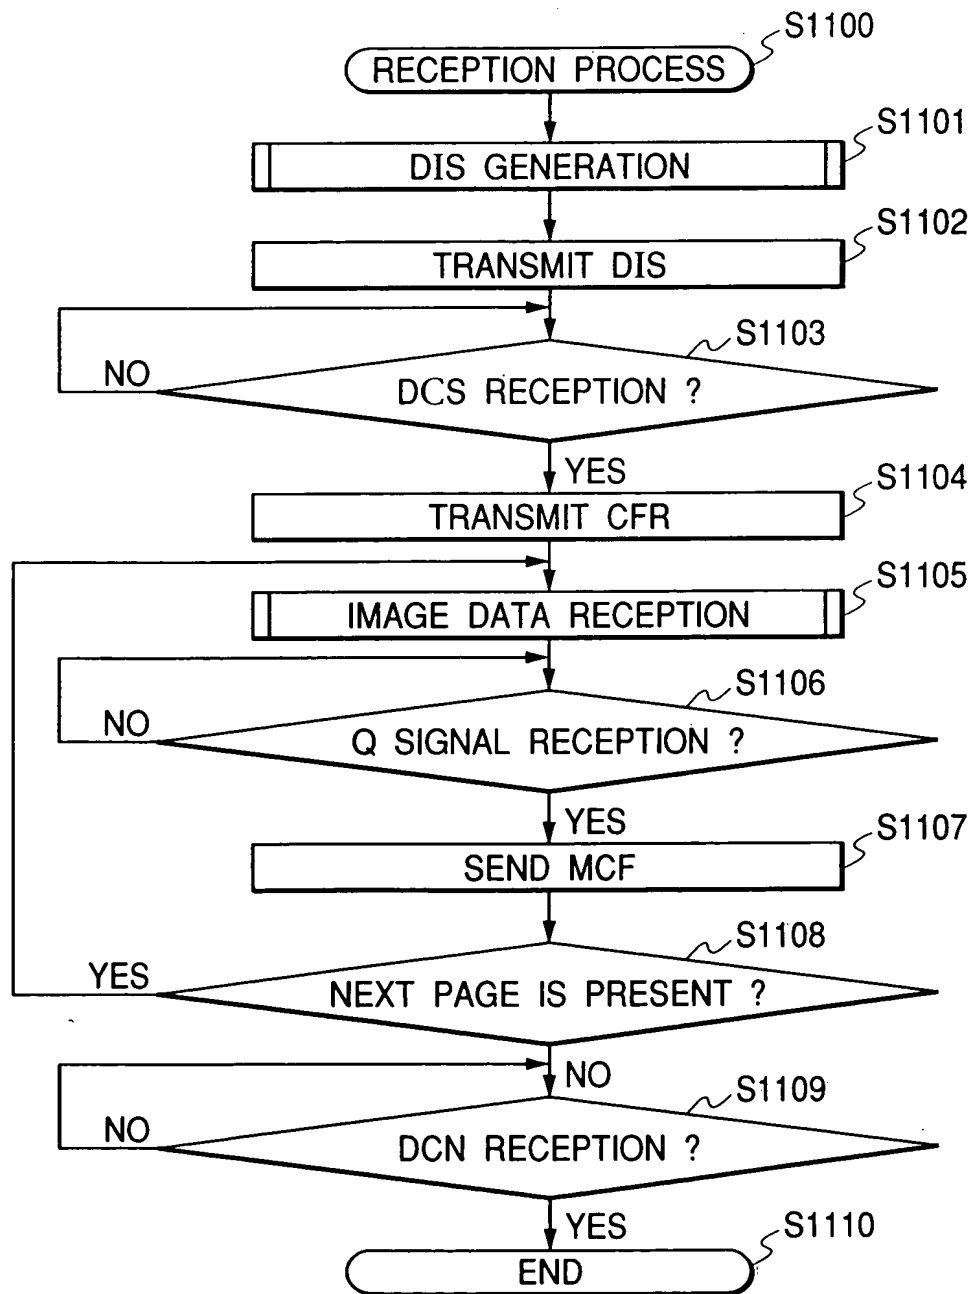 S1100
RECEPTION PROCESS
S1101
DIS GENERATION
S1102
TRANSMIT DIS
S1103
NO
DCS RECEPTION ?
YES
S1104
TRANSMIT CFR
S1105
IMAGE DATA RECEPTION
S1106
NO
Q SIGNAL RECEPTION ?
YES
S1107
SEND MCF
S1108
YES
NEXT PAGE IS PRESENT ?
NO
S1109
NO
DCN RECEPTION ?
YES
S1110
END